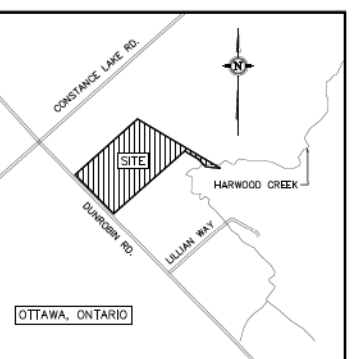 CONSTANCE LAKE RD.
N
SITE
HARWOOD CREEK
DUNROBIN RD.
LILLIAN WAY
OTTAWA, ONTARIO